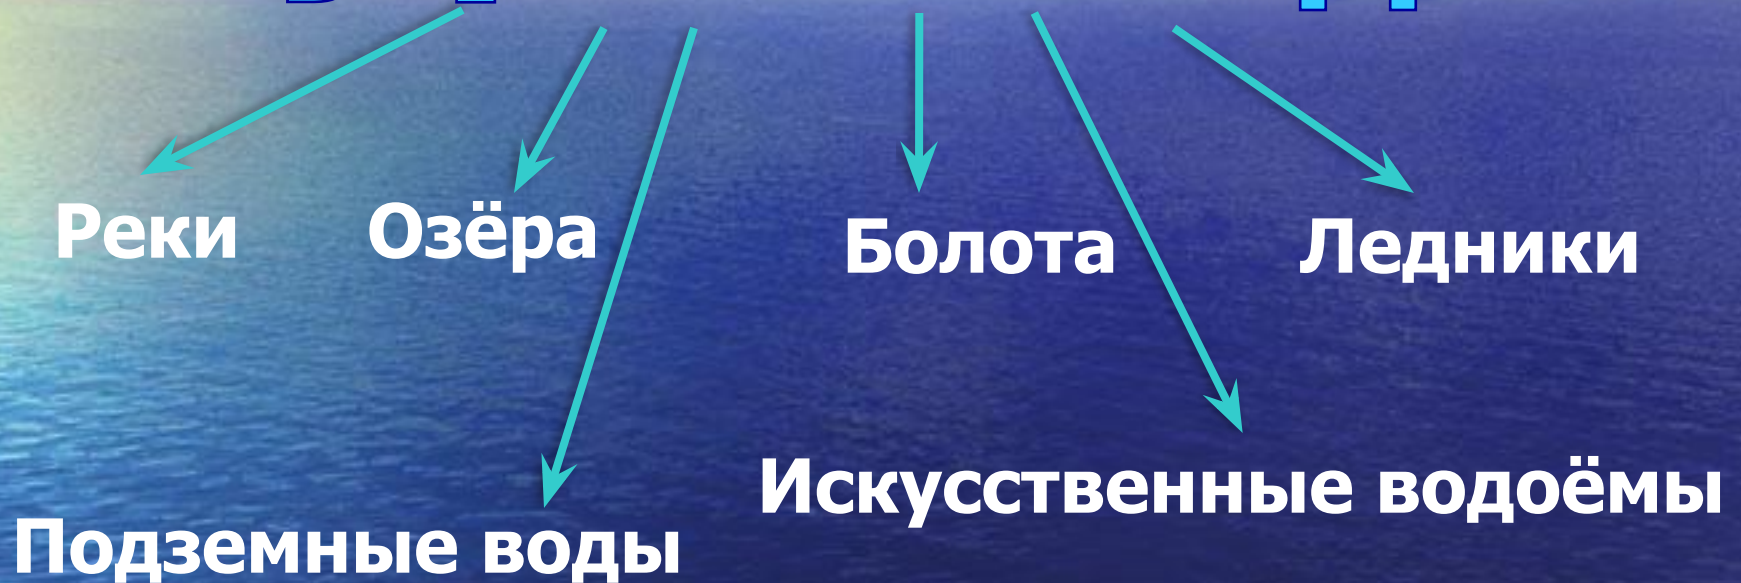 Реки
Озёра
Болота
Ледники
Искусственные водоёмы
Подземные воды